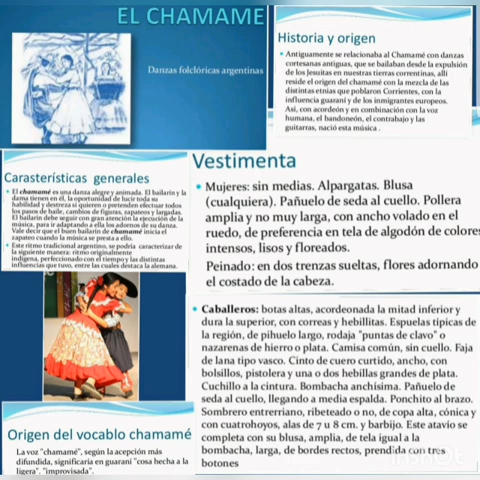 EL CHAMAME
Danzas folclóricas argentinas
Historia y origen
Antiguamente se relacionaba al Chamamé con danzas
cortesanas antiguas, que se bailaban desde la expulsión
de los Jesuitas en nuestras tierras correntinas, allí
reside el origen del chamamé con la mezcla de las
distintas etnias que poblaron Corrientes, con la
influencia guaraní y de los inmigrantes europeos.
Así, con acordeón y en combinación con la voz
humana, el bandoneón, el contrabajo y las
guitarras, nació esta música .
Carasterísticas generales
El chamamé es una danza alegre y animada. El bailarín y la
dama tienen en él, la oportunidad de lucir toda su
habilidad y destreza si quieren o pretenden efectuar todos
los pasos de baile, cambios de figuras, zapateos y largadas.
El bailarín debe seguir con gran atención la ejecución de la
música, para ir adaptando a ella los adornos de su danza.
Vale decir que el buen bailarín de chamamé inicia el
zapateo cuando la música se presta a ello.
Este ritmo tradicional argentino, se podría caracterizar de
la siguiente manera: ritmo originalmente
indígena, perfeccionado con el tiempo y las distintas
influencias que tuvo, entre las cuales destaca la alemana.
Vestimenta
Mujeres: sin medias. Alpargatas. Blusa
(cualquiera). Pañuelo de seda al cuello. Pollera
amplia y no muy larga, con ancho volado en el
ruedo, de preferencia en tela de algodón de colores
intensos, lisos y floreados.
Peinado: en dos trenzas sueltas, flores adornando
el costado de la cabeza.
Caballeros: botas altas, acordeonada la mitad inferior y
dura la superior, con correas y hebillitas. Espuelas típicas de
la región, de pihuelo largo, rodaja "puntas de clavo" o
nazarenas de hierro o plata. Camisa común, sin cuello. Faja
de lana tipo vasco. Cinto de cuero curtido, ancho, con
bolsillos, pistolera y una o dos hebillas grandes de plata.
Cuchillo a la cintura. Bombacha anchísima. Pañuelo de
seda al cuello, llegando a media espalda. Ponchito al brazo.
Sombrero entrerriano, ribeteado o no, de copa alta, cónica y
con cuatrohoyos, alas de 7 u 8 cm. y barbijo. Este atavío se
completa con su blusa, amplia, de tela igual a la
bombacha, larga, de bordes rectos, prendida con tres
botones
Origen del vocablo chamamé
La voz "chamamé", según la acepción más
difundida, significaría en guaraní "cosa hecha a la
ligera", "improvisada".